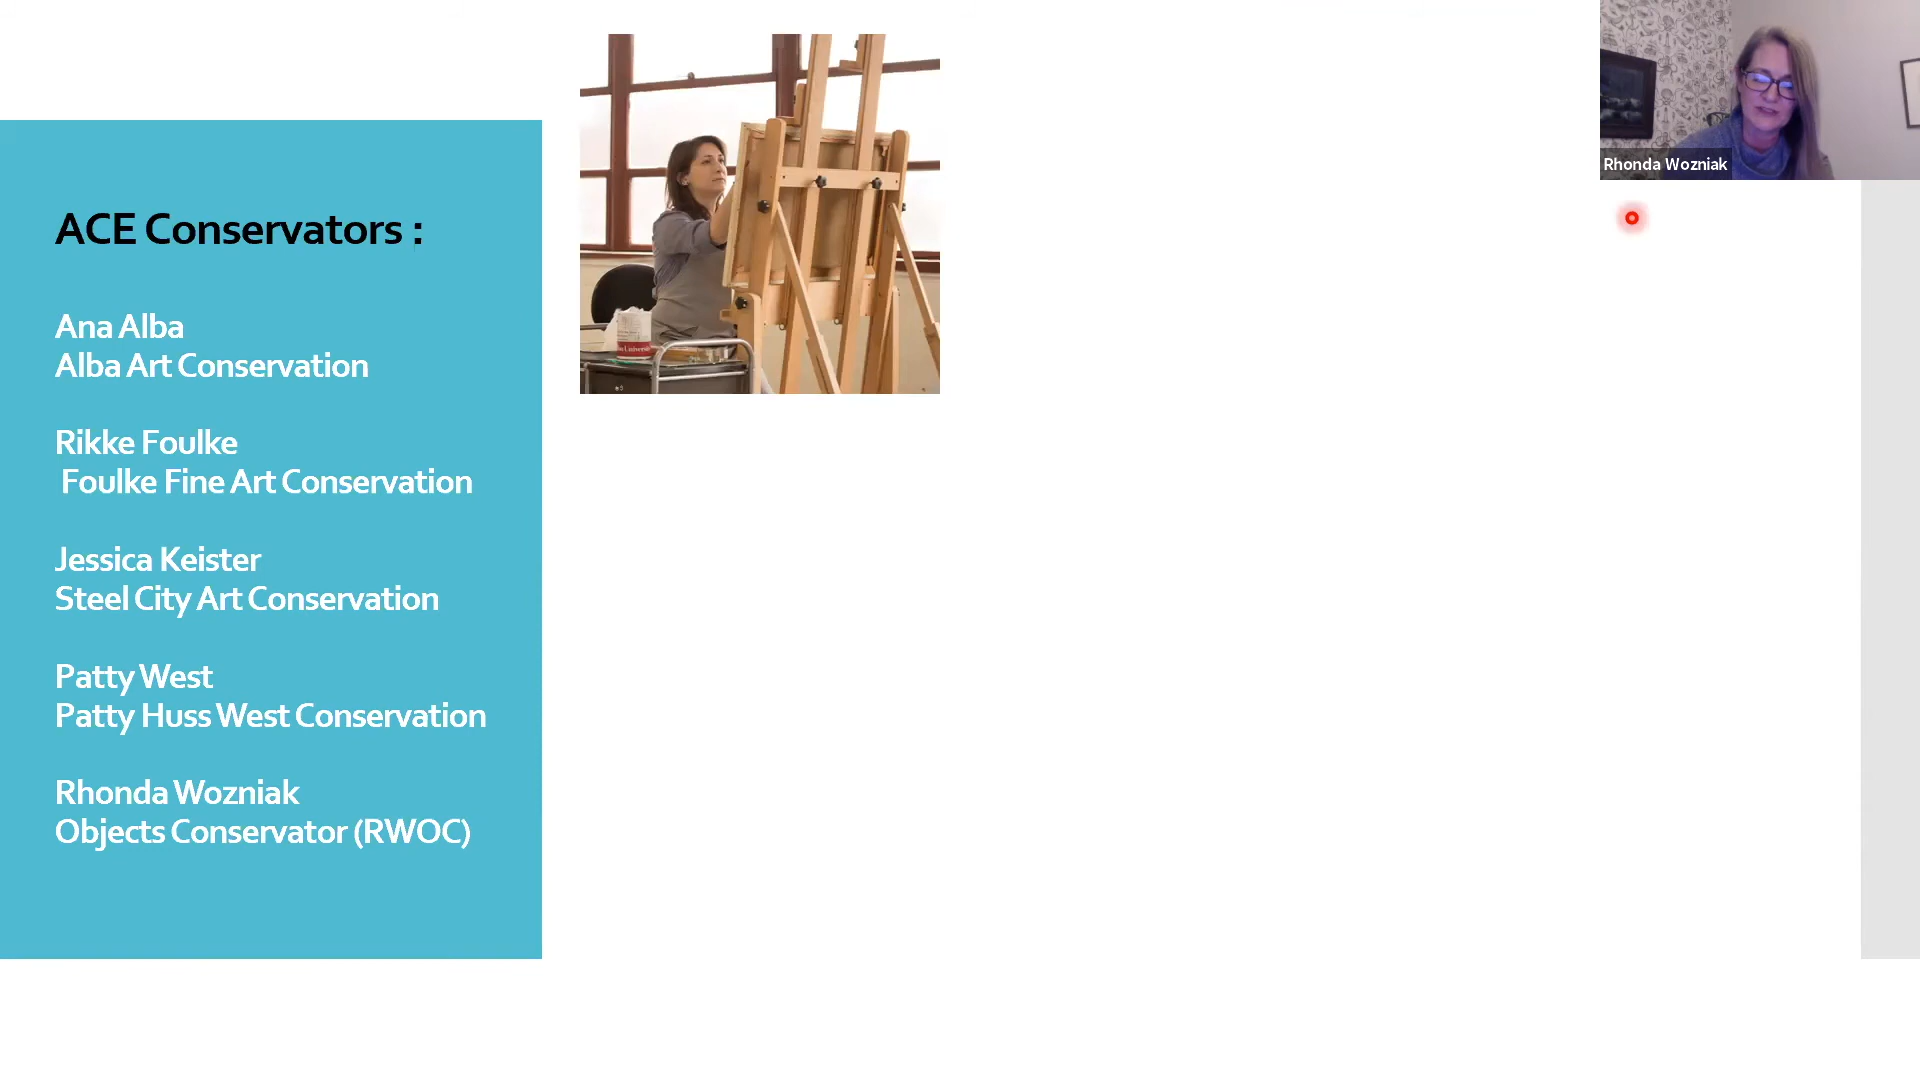 ACE Conservators :
Ana Alba
Alba Art Conservation
Rikke Foulke
Foulke Fine Art Conservation
Jessica Keister
Steel City Art Conservation
Patty West
Patty Huss West Conservation
Rhonda Wozniak
Objects Conservator (RWOC)
Rhonda Wozniak